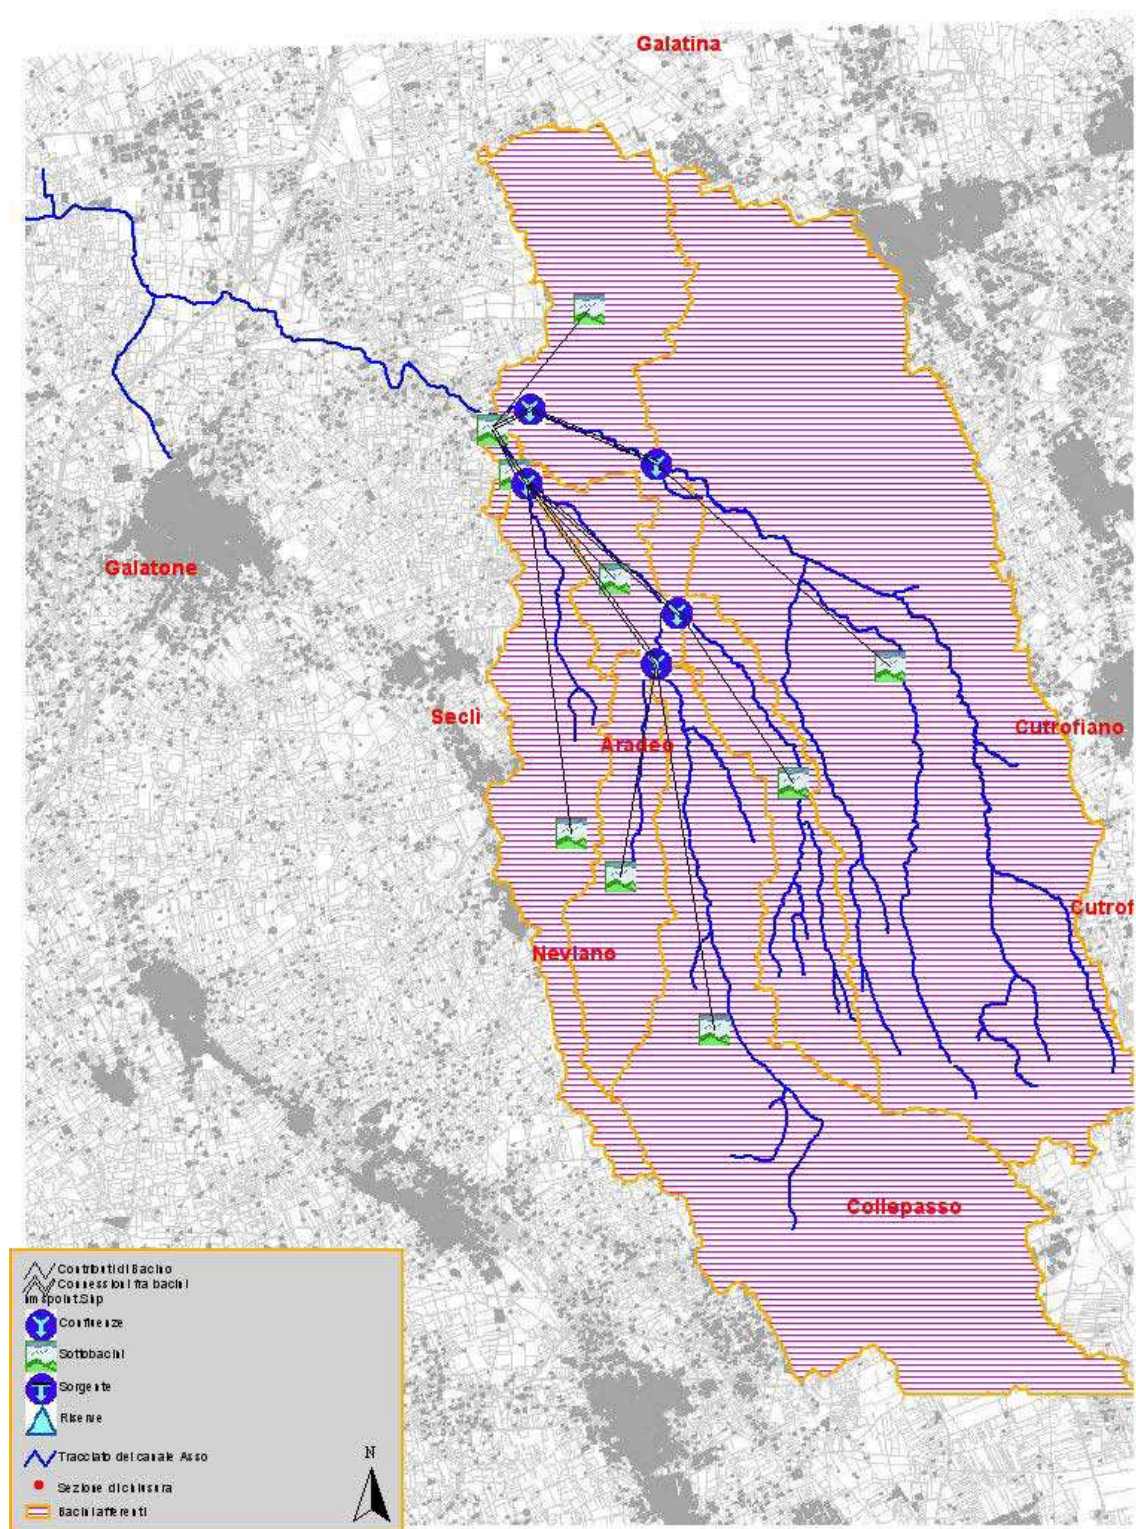 Galatina
Galatone
Seclì
Aradeo
Cutrofiano
Cutrof
Neviano
Collepasso
Contributi di Bacino
Connessioni fra bacini
Confluenze
Sottobacini
Sorgente
Riserve
Tracciato del canale Asso
N
Sezione di chiusura
Bacini afferenti